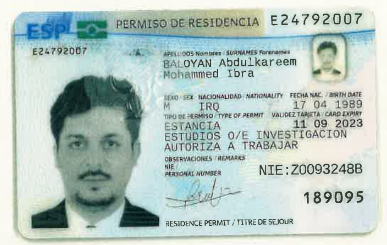 ESP PERMISO DE RESIDENCIA E24792007
E24792007
APELLIDOS Nombres / SURNAMES Forenames
BALOYAN Abdulkareem
Mohammed Ibra
SEXO / SEX NACIONALIDAD / NATIONALITY FECHA NAC. / BIRTH DATE
M IRQ 17 04 1989
TIPO DE PERMISO / TYPE OF PERMIT VALIDEZ TARJETA / CARD EXPIRY
ESTANCIA 11 09 2023
ESTUDIOS O/E INVESTIGACION
AUTORIZA A TRABAJAR
OBSERVACIONES / REMARKS
NIE /
PERSONAL NUMBER NIE:Z0093248B
189095
RESIDENCE PERMIT / TITRE DE SEJOUR